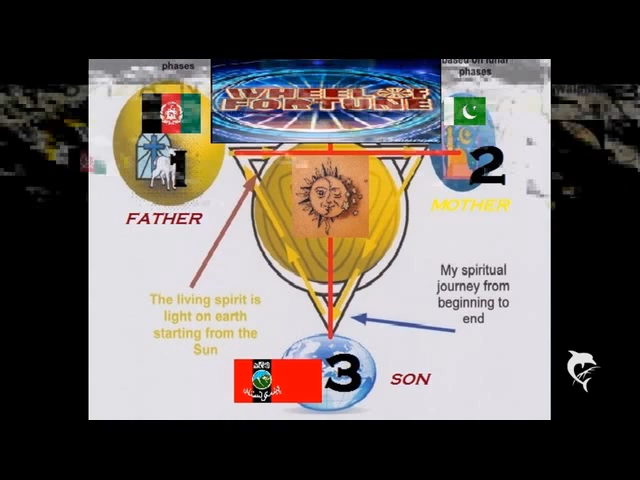 phases
based on lunar
phases
WHEEL OF
FORTUNE
1
2
FATHER
MOTHER
The living spirit is
light on earth
starting from the
Sun
My spiritual
journey from
beginning to
end
3
SON